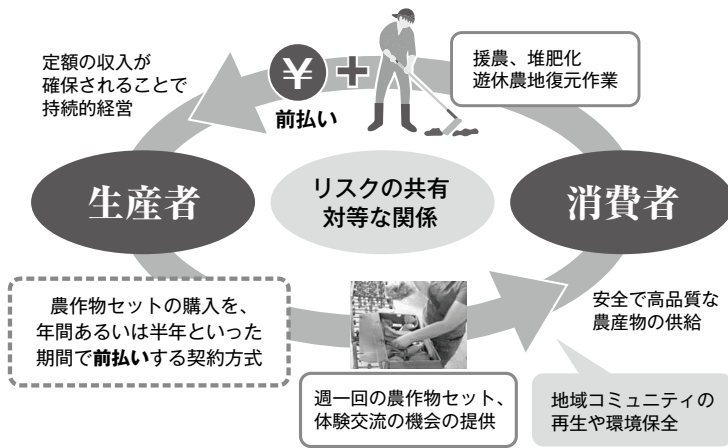 定額の収入が
確保されることで
持続的経営
¥
前払い
援農、堆肥化
遊休農地復元作業
生産者
リスクの共有
対等な関係
消費者
農作物セットの購入を、
年間あるいは半年といった
期間で前払いする契約方式
安全で高品質な
農産物の供給
週一回の農作物セット、
体験交流の機会の提供
地域コミュニティの
再生や環境保全